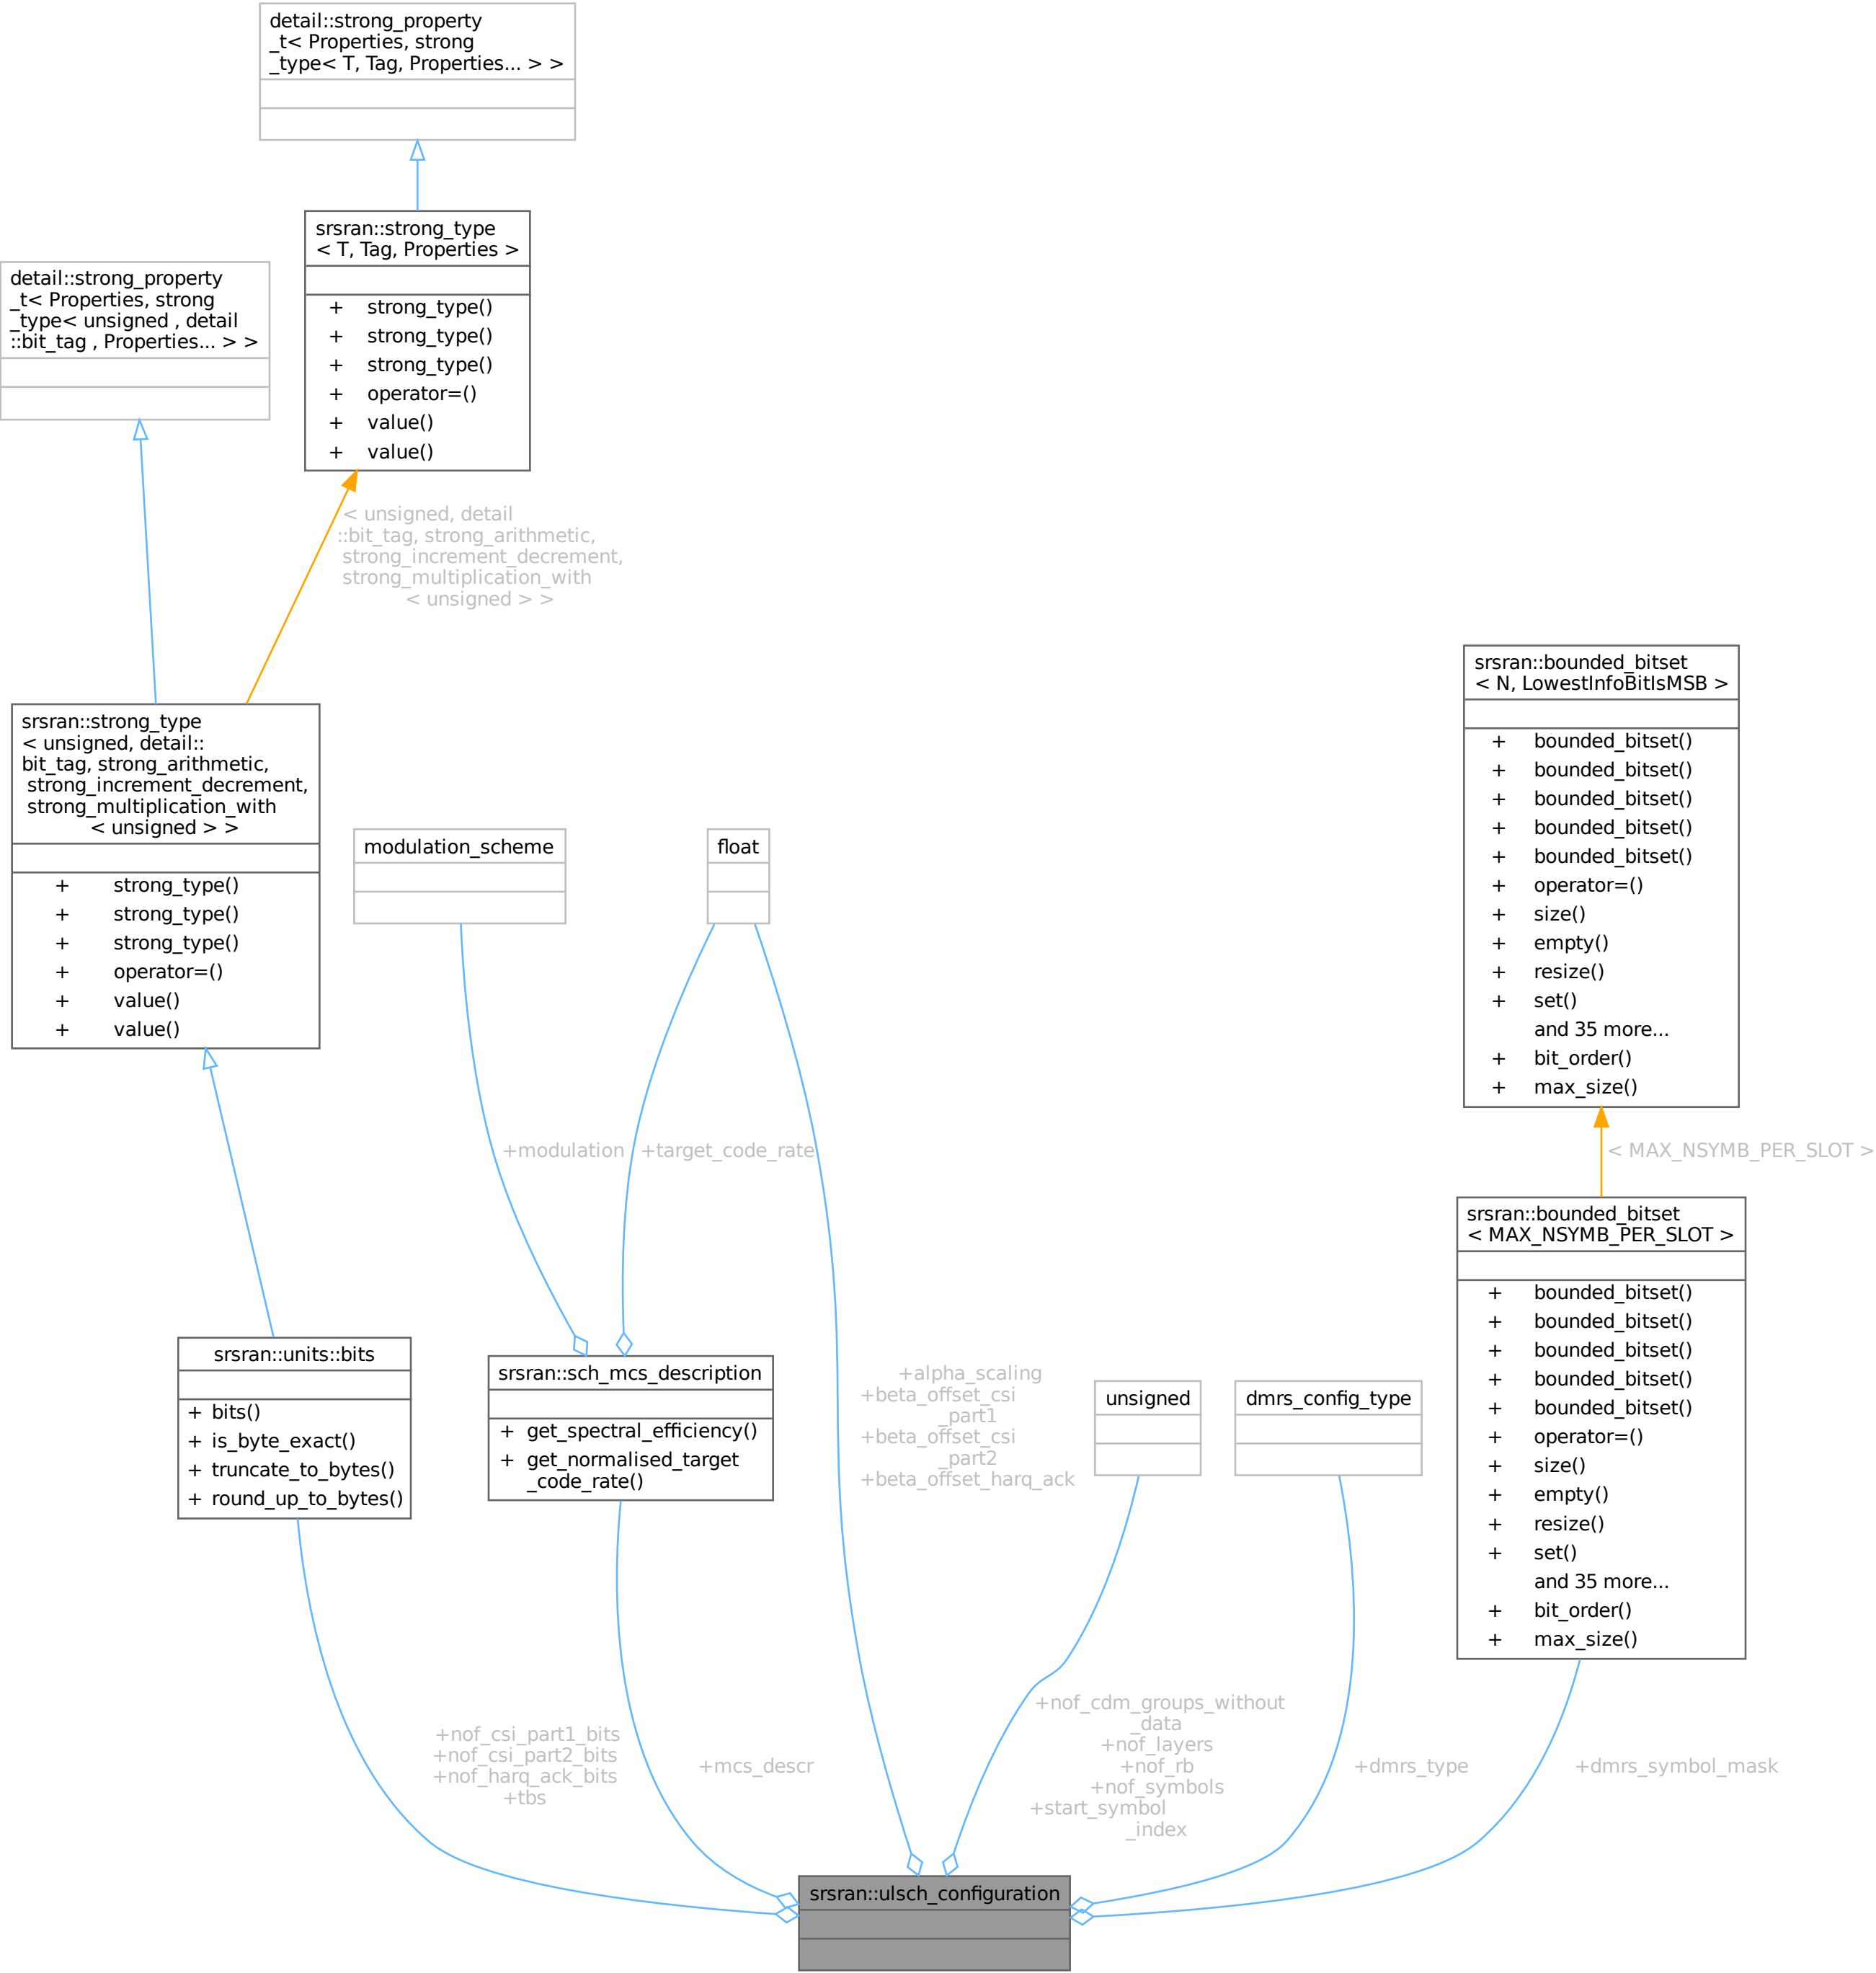 detail::strong_property
_t< Properties, strong
_type< T, Tag, Properties... > >
srsran::strong_type
< T, Tag, Properties >
+ strong_type()
+ strong_type()
+ strong_type()
+ operator=()
+ value()
+ value()
detail::strong_property
_t< Properties, strong
_type< unsigned , detail
::bit_tag , Properties... > >
< unsigned, detail
::bit_tag, strong_arithmetic,
strong_increment_decrement,
strong_multiplication_with
< unsigned > >
srsran::strong_type
< unsigned, detail::
bit_tag, strong_arithmetic,
strong_increment_decrement,
strong_multiplication_with
< unsigned > >
+ strong_type()
+ strong_type()
+ strong_type()
+ operator=()
+ value()
+ value()
modulation_scheme
float
srsran::bounded_bitset
< N, LowestInfoBitIsMSB >
+ bounded_bitset()
+ bounded_bitset()
+ bounded_bitset()
+ bounded_bitset()
+ bounded_bitset()
+ operator=()
+ size()
+ empty()
+ resize()
+ set()
and 35 more...
+ bit_order()
+ max_size()
+modulation
+target_code_rate
< MAX_NSYMB_PER_SLOT >
srsran::bounded_bitset
< MAX_NSYMB_PER_SLOT >
+ bounded_bitset()
+ bounded_bitset()
+ bounded_bitset()
+ bounded_bitset()
+ bounded_bitset()
+ operator=()
+ size()
+ empty()
+ resize()
+ set()
and 35 more...
+ bit_order()
+ max_size()
srsran::units::bits
+ bits()
+ is_byte_exact()
+ truncate_to_bytes()
+ round_up_to_bytes()
srsran::sch_mcs_description
+ get_spectral_efficiency()
+ get_normalised_target
_code_rate()
+alpha_scaling
+beta_offset_csi
_part1
+beta_offset_csi
_part2
+beta_offset_harq_ack
unsigned
dmrs_config_type
+nof_csi_part1_bits
+nof_csi_part2_bits
+nof_harq_ack_bits
+tbs
+mcs_descr
+nof_cdm_groups_without
_data
+nof_layers
+nof_rb
+nof_symbols
+start_symbol
_index
+dmrs_type
+dmrs_symbol_mask
srsran::ulsch_configuration